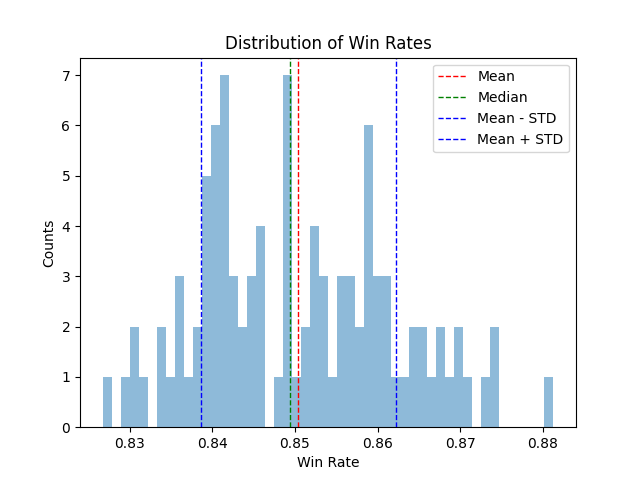 Distribution of Win Rates
Mean
Median
Mean - STD
Mean + STD
Counts
7
6
5
4
3
2
1
0
0.83 0.84 0.85 0.86 0.87 0.88
Win Rate